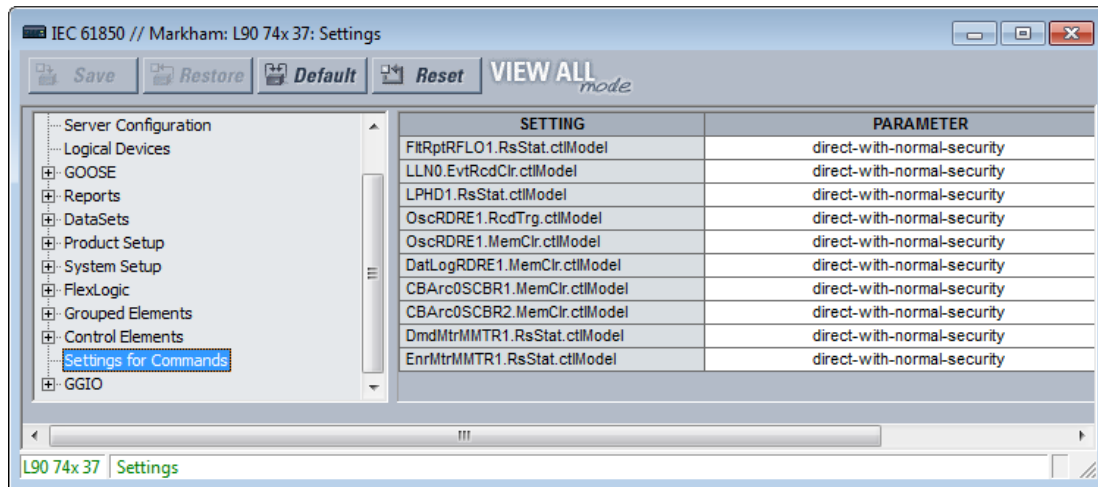 IEC 61850 // Markham: L90 74x 37: Settings
Save Restore Default Reset VIEW ALL mode
Server Configuration
Logical Devices
GOOSE
Reports
DataSets
Product Setup
System Setup
FlexLogic
Grouped Elements
Control Elements
Settings for Commands
GGIO
SETTING PARAMETER
FltRptRFLO1.RsStat.ctlModel direct-with-normal-security
LLN0.EvtRcdClr.ctlModel direct-with-normal-security
LPHD1.RsStat.ctlModel direct-with-normal-security
OscRDRE1.RcdTrg.ctlModel direct-with-normal-security
OscRDRE1.MemClr.ctlModel direct-with-normal-security
DatLogRDRE1.MemClr.ctlModel direct-with-normal-security
CBArc0SCBR1.MemClr.ctlModel direct-with-normal-security
CBArc0SCBR2.MemClr.ctlModel direct-with-normal-security
DmdMtrMMTR1.RsStat.ctlModel direct-with-normal-security
EnrMtrMMTR1.RsStat.ctlModel direct-with-normal-security
L90 74x 37 Settings